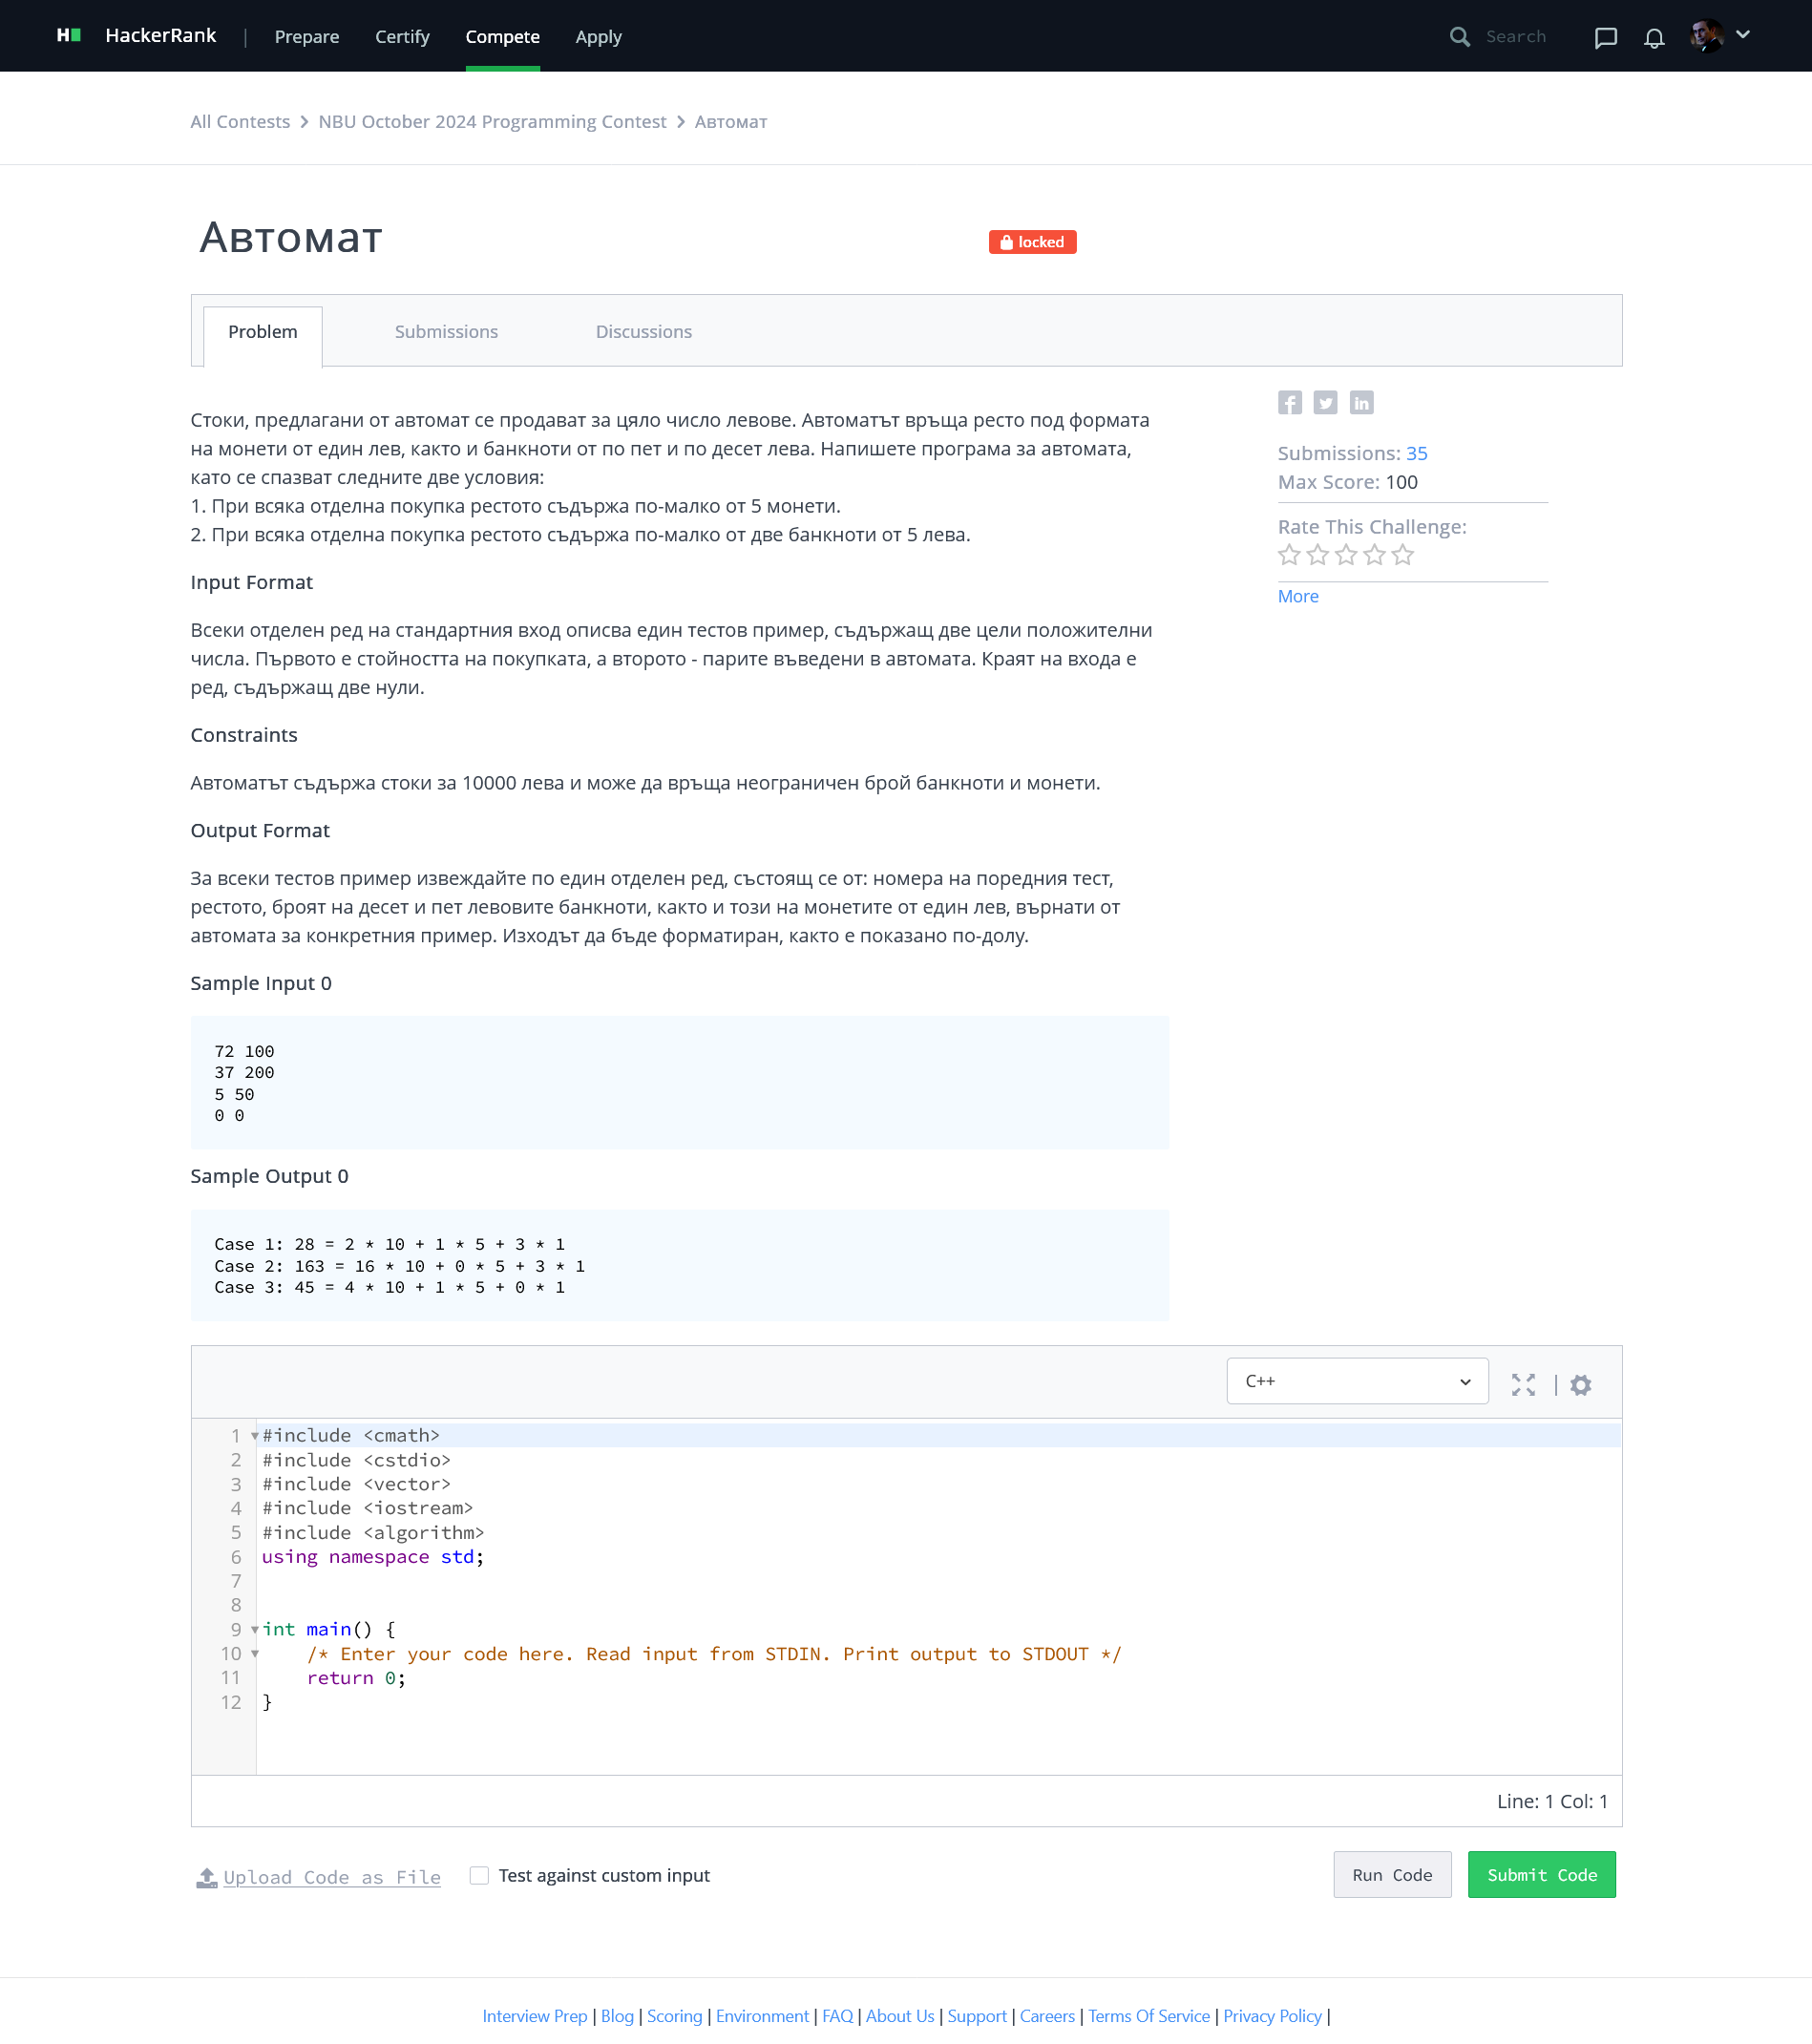 HackerRank | Prepare Certify Compete Apply Search
All Contests > NBU October 2024 Programming Contest > Автомат
Автомат
locked
Problem Submissions Discussions
Стоки, предлагани от автомат се продават за цяло число левове. Автоматът връща ресто под формата
на монети от един лев, както и банкноти от по пет и по десет лева. Напишете програма за автомата,
като се спазват следните две условия:
1. При всяка отделна покупка рестото съдържа по-малко от 5 монети.
2. При всяка отделна покупка рестото съдържа по-малко от две банкноти от 5 лева.
Submissions: 35
Max Score: 100
Rate This Challenge:
More
Input Format
Всеки отделен ред на стандартния вход описва един тестов пример, съдържащ две цели положителни
числа. Първото е стойността на покупката, а второто - парите въведени в автомата. Краят на входа е
ред, съдържащ две нули.
Constraints
Автоматът съдържа стоки за 10000 лева и може да връща неограничен брой банкноти и монети.
Output Format
За всеки тестов пример извеждайте по един отделен ред, състоящ се от: номера на поредния тест,
рестото, броят на десет и пет левовите банкноти, както и този на монетите от един лев, върнати от
автомата за конкретния пример. Изходът да бъде форматиран, както е показано по-долу.
Sample Input 0
72 100
37 200
5 50
0 0
Sample Output 0
Case 1: 28 = 2 * 10 + 1 * 5 + 3 * 1
Case 2: 163 = 16 * 10 + 0 * 5 + 3 * 1
Case 3: 45 = 4 * 10 + 1 * 5 + 0 * 1
C++
1 #include <cmath>
2 #include <cstdio>
3 #include <vector>
4 #include <iostream>
5 #include <algorithm>
6 using namespace std;
7
8
9 int main() {
10 /* Enter your code here. Read input from STDIN. Print output to STDOUT */
11 return 0;
12 }
Line: 1 Col: 1
Upload Code as File Test against custom input Run Code Submit Code
Interview Prep | Blog | Scoring | Environment | FAQ | About Us | Support | Careers | Terms Of Service | Privacy Policy |